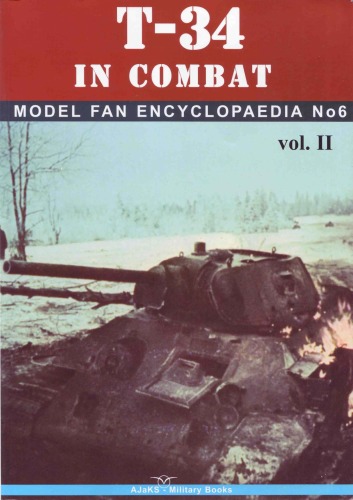 T-34
IN COMBAT
MODEL FAN ENCYCLOPAEDIA No6
vol. II
AJaKS - Military Books